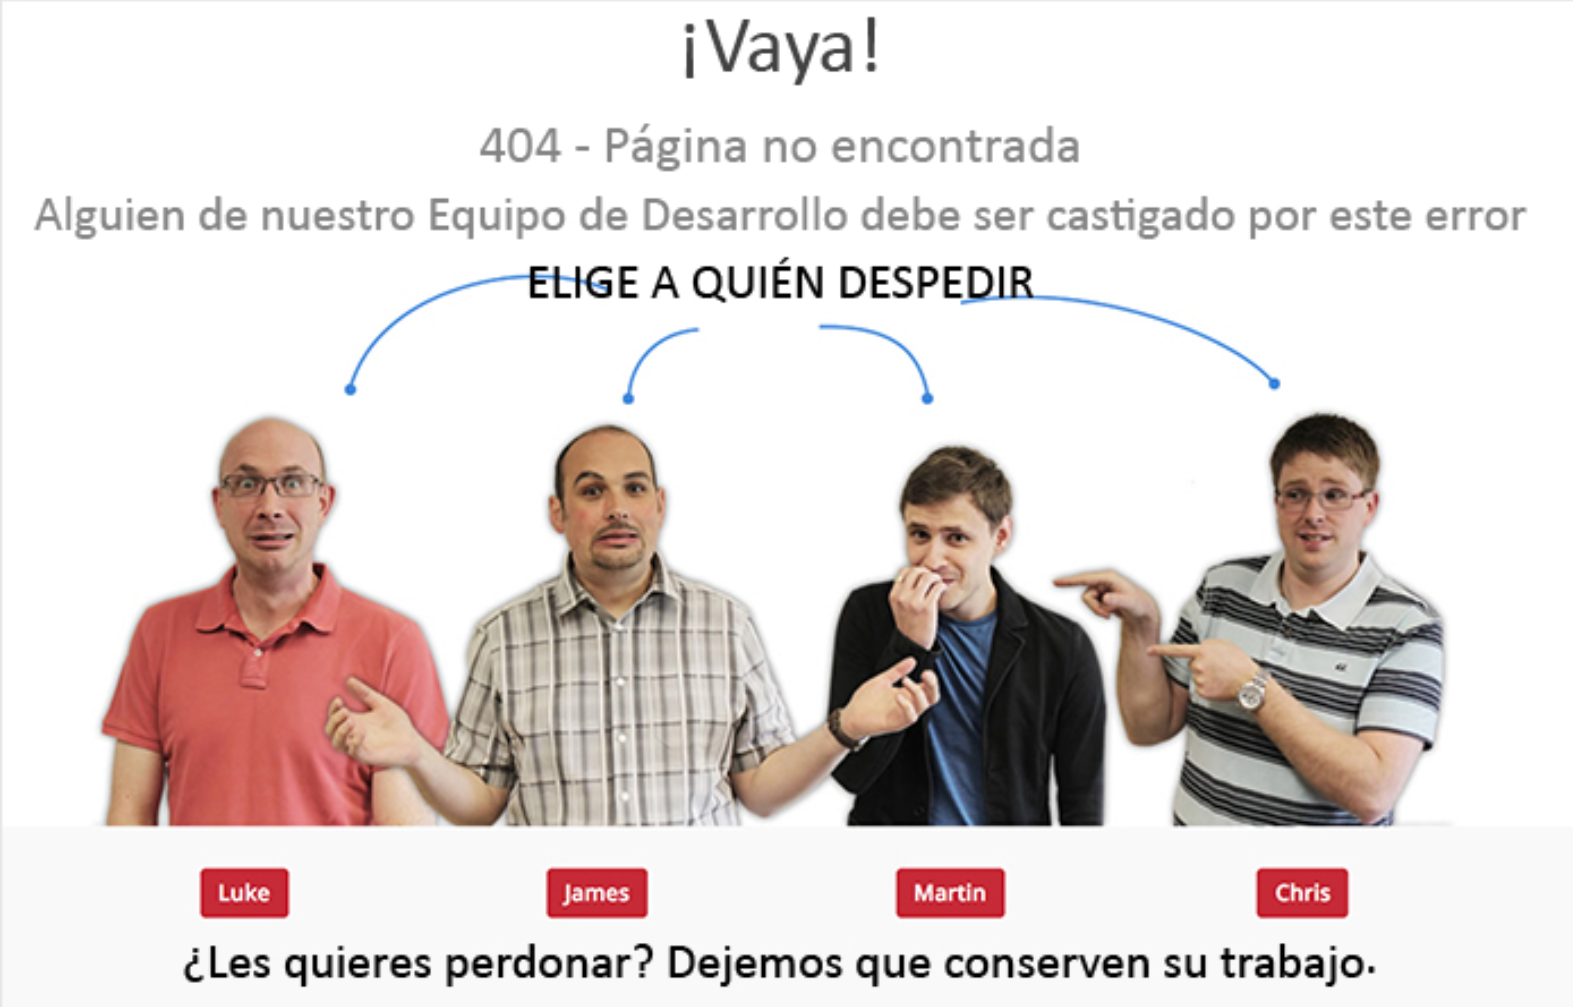 ¡Vaya!
404 - Página no encontrada
Alguien de nuestro Equipo de Desarrollo debe ser castigado por este error
ELIGE A QUIÉN DESPEDIR
Luke
James
Martin
Chris
¿Les quieres perdonar? Dejemos que conserven su trabajo.